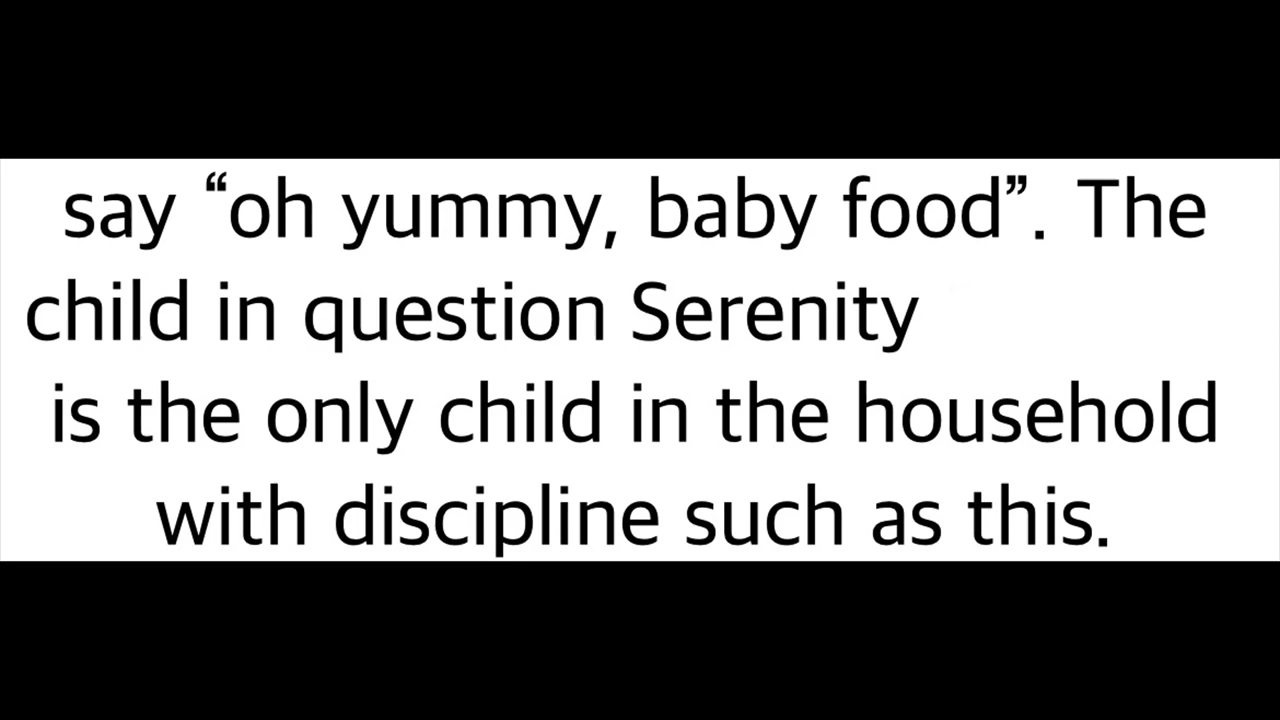 say “oh yummy, baby food”. The
child in question Serenity
is the only child in the household
with discipline such as this.